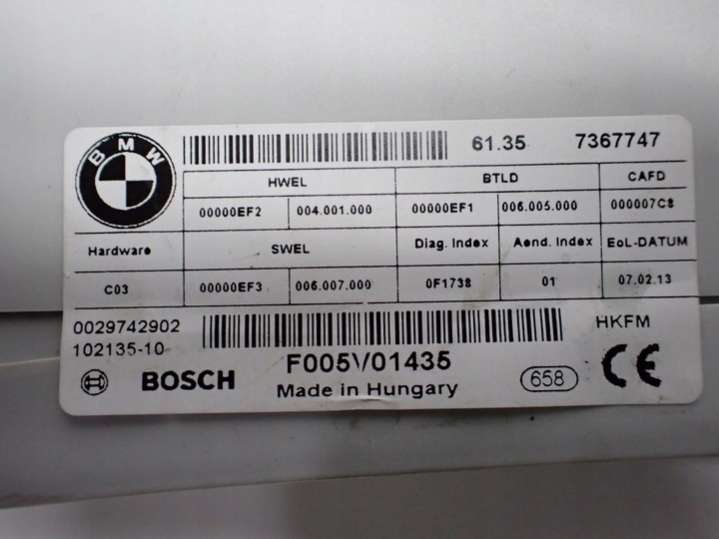 BMW
61.35 7367747
HWEL BTLD CAFD
00000EF2 004.001.000 00000EF1 006.005.000 000007C8
Hardware SWEL Diag. Index Aend. Index EoL-DATUM
C03 00000EF3 006.007.000 0F1738 01 07.02.13
0029742902 HKFM
102135-10
BOSCH F005V01435 658 CE
Made in Hungary